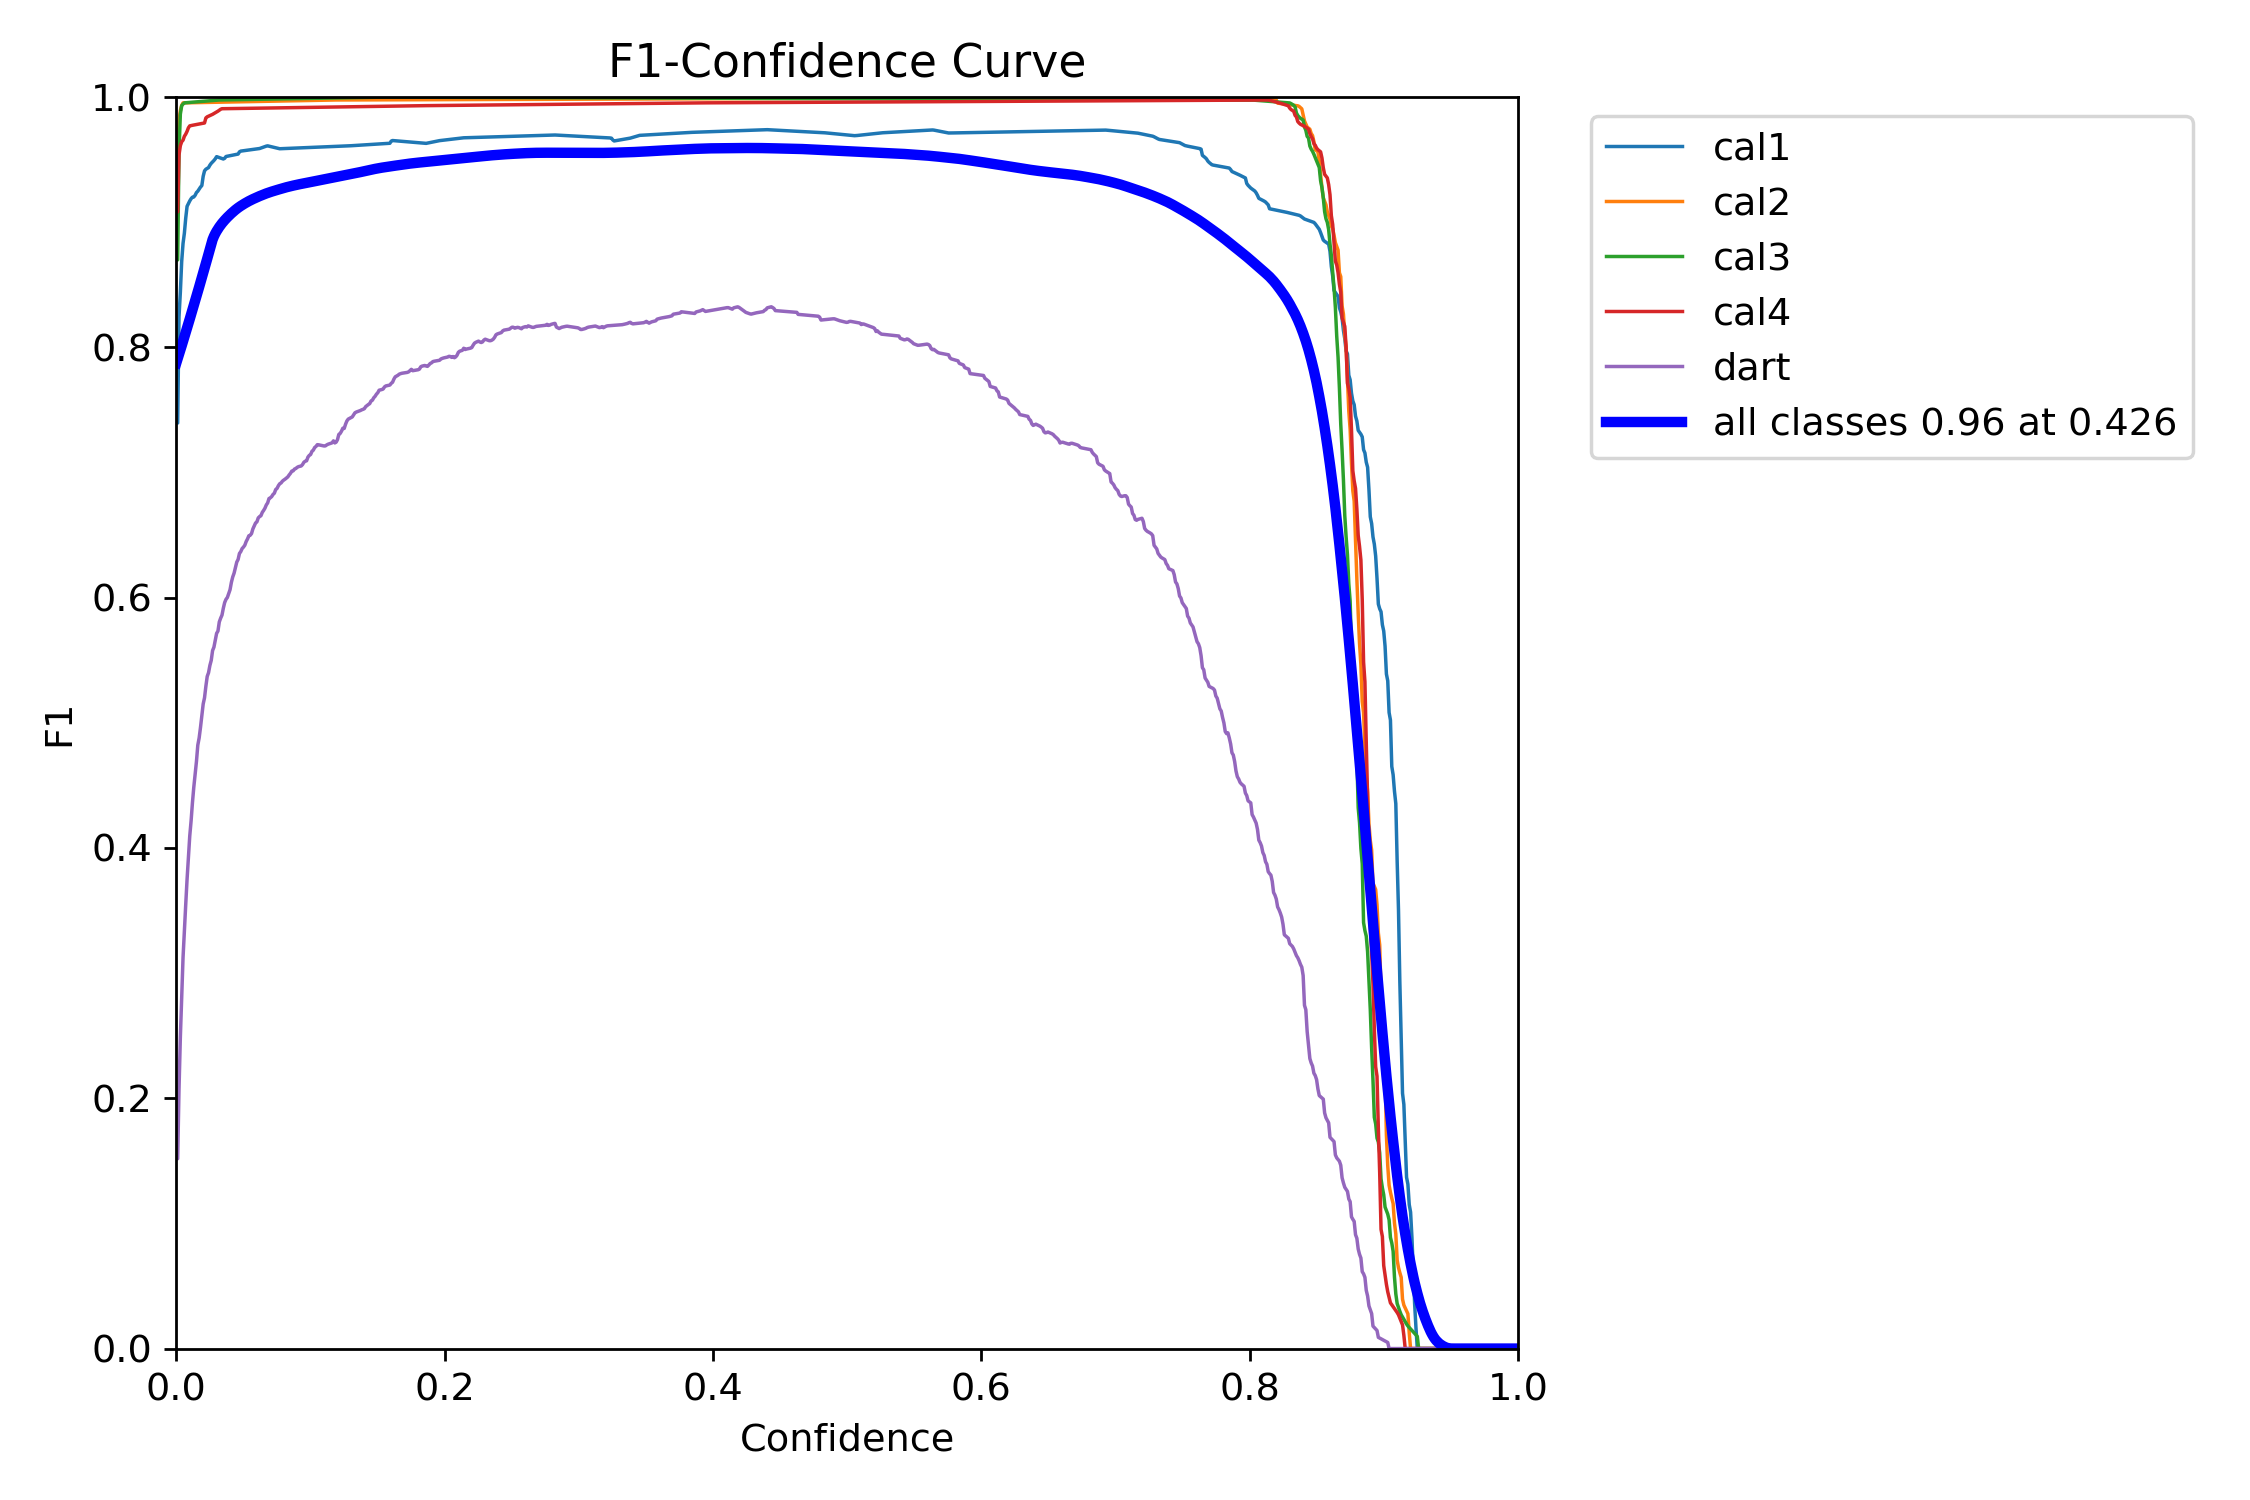 F1-Confidence Curve
1.0
0.8
0.6
0.4
0.2
0.0
F1
0.0 0.2 0.4 0.6 0.8 1.0
Confidence
cal1
cal2
cal3
cal4
dart
all classes 0.96 at 0.426